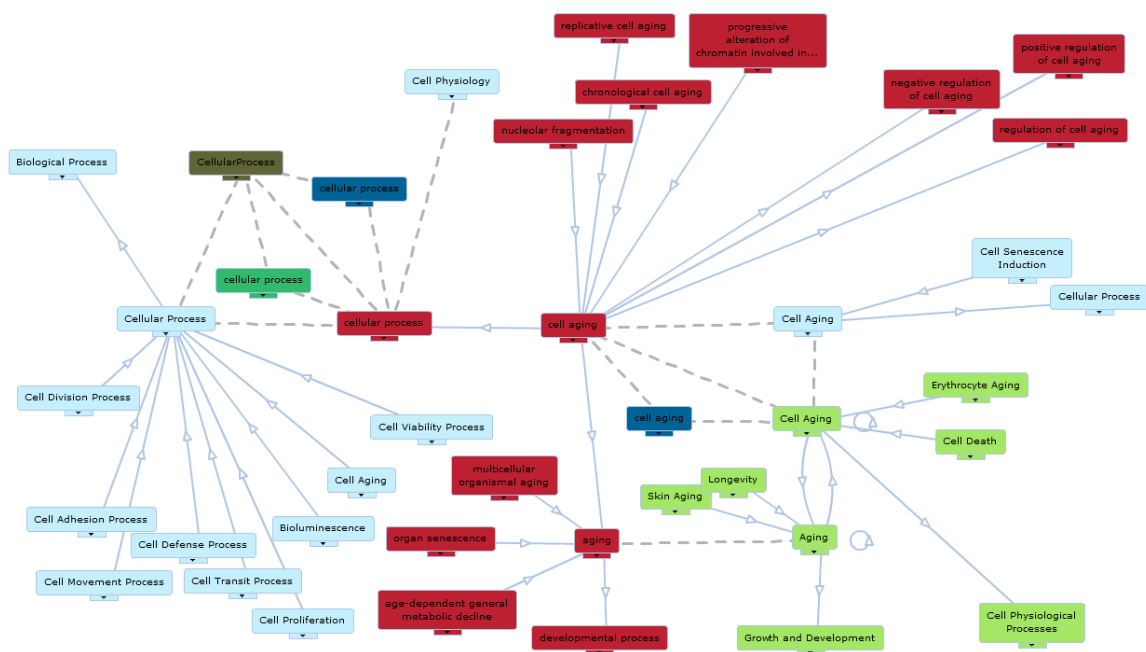 replicative cell aging
progressive
alteration of
chromatin involved in...
positive regulation
of cell aging
Cell Physiology
chronological cell aging
negative regulation
of cell aging
nucleolar fragmentation
regulation of cell aging
Biological Process
CellularProcess
cellular process
Cell Senescence
Induction
cellular process
Cellular Process
Cellular Process
cellular process
cell aging
Cell Aging
Erythrocyte Aging
Cell Division Process
Cell Viability Process
cell aging
Cell Aging
Cell Death
multicellular
organismal aging
Cell Aging
Longevity
Skin Aging
Cell Adhesion Process
Bioluminescence
organ senescence
aging
Aging
Cell Defense Process
Cell Movement Process
Cell Transit Process
age-dependent general
metabolic decline
Cell Proliferation
developmental process
Growth and Development
Cell Physiological
Processes